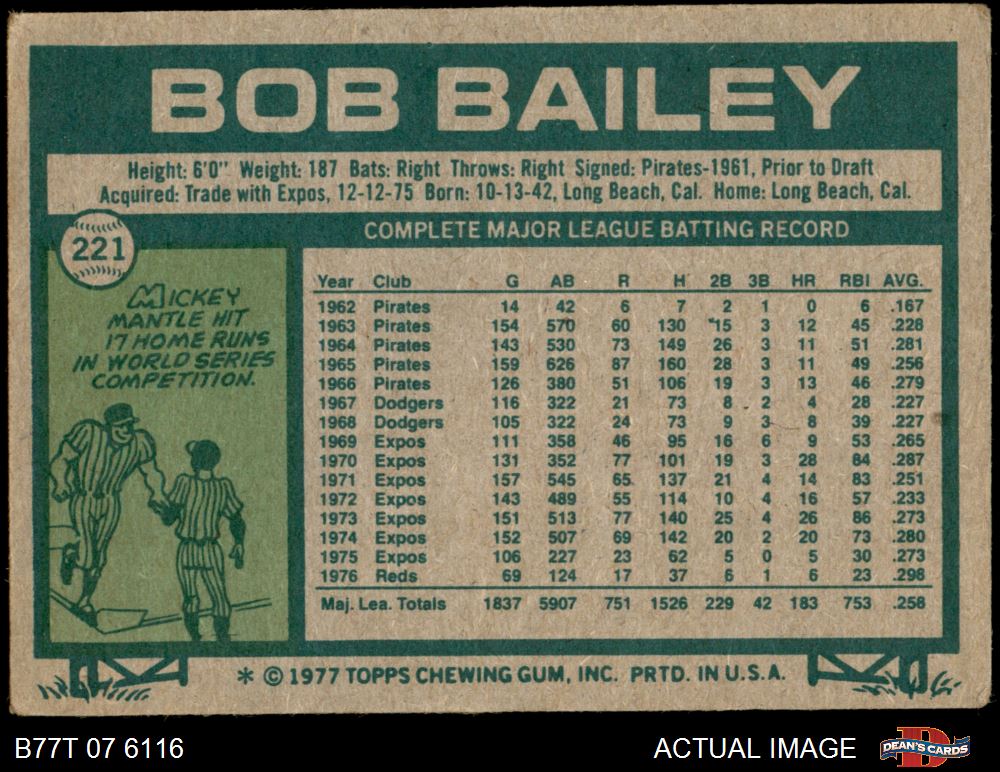 BOB BAILEY
Height: 6'0" Weight: 187 Bats: Right Throws: Right Signed: Pirates-1961, Prior to Draft
Acquired: Trade with Expos, 12-12-75 Born: 10-13-42, Long Beach, Cal. Home: Long Beach, Cal.
221
COMPLETE MAJOR LEAGUE BATTING RECORD
MICKEY
MANTLE HIT
17 HOME RUNS
IN WORLD SERIES
COMPETITION.
Year Club G AB R H 2B 3B HR RBI AVG.
1962 Pirates 14 42 6 7 2 1 0 6 .167
1963 Pirates 154 570 60 130 15 3 12 45 .228
1964 Pirates 143 530 73 149 26 3 11 51 .281
1965 Pirates 159 626 87 160 28 3 11 49 .256
1966 Pirates 126 380 51 106 19 3 13 46 .279
1967 Dodgers 116 322 21 73 8 2 4 28 .227
1968 Dodgers 105 322 24 73 9 3 8 39 .227
1969 Expos 111 358 46 95 16 6 9 53 .265
1970 Expos 131 352 77 101 19 3 28 84 .287
1971 Expos 157 545 65 137 21 4 14 83 .251
1972 Expos 143 489 55 114 10 4 16 57 .233
1973 Expos 151 513 77 140 25 4 26 86 .273
1974 Expos 152 507 69 142 20 2 20 73 .280
1975 Expos 106 227 23 62 5 0 5 30 .273
1976 Reds 69 124 17 37 6 1 6 23 .298
Maj. Lea. Totals 1837 5907 751 1526 229 42 183 753 .258
* © 1977 TOPPS CHEWING GUM, INC. PRTD. IN U.S.A.
B77T 07 6116
ACTUAL IMAGE
D
DEAN'S CARDS